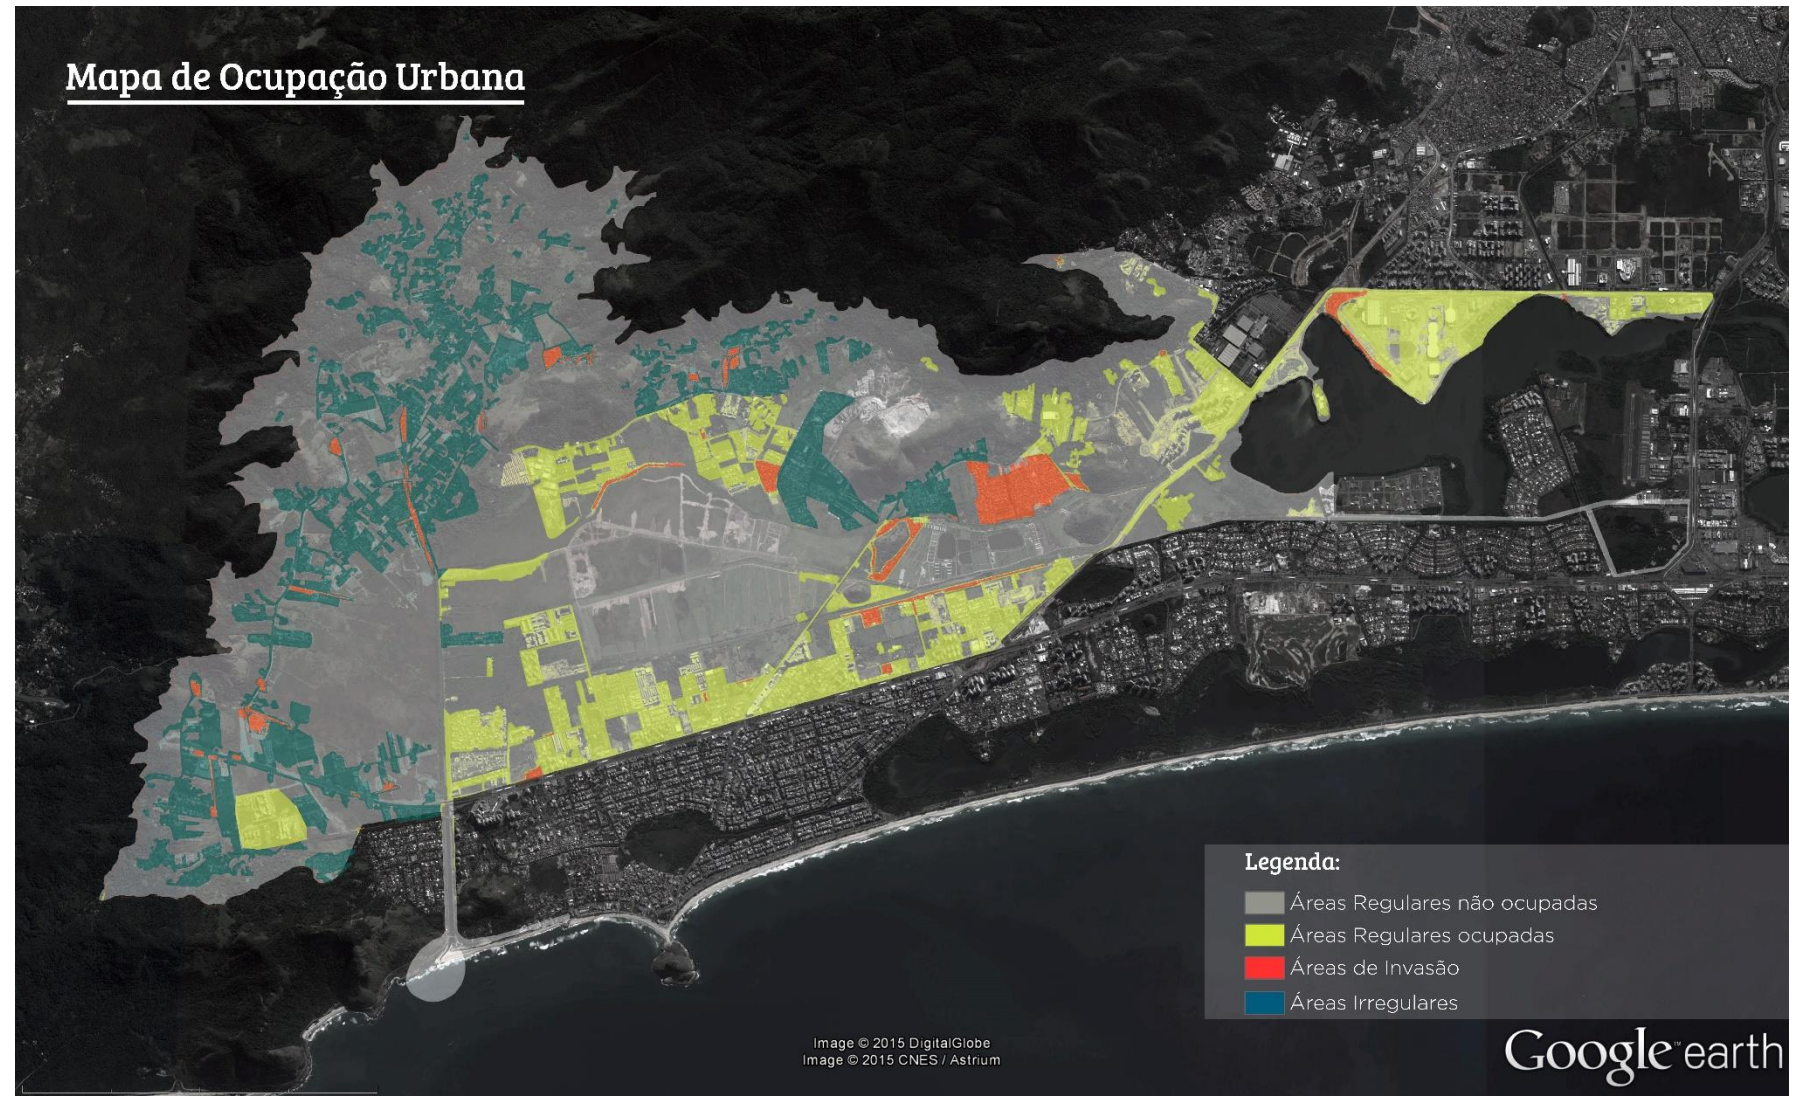 Mapa de Ocupação Urbana
Legenda:
Áreas Regulares não ocupadas
Áreas Regulares ocupadas
Áreas de Invasão
Áreas Irregulares
Image © 2015 DigitalGlobe
Image © 2015 CNES / Astrium
Google earth